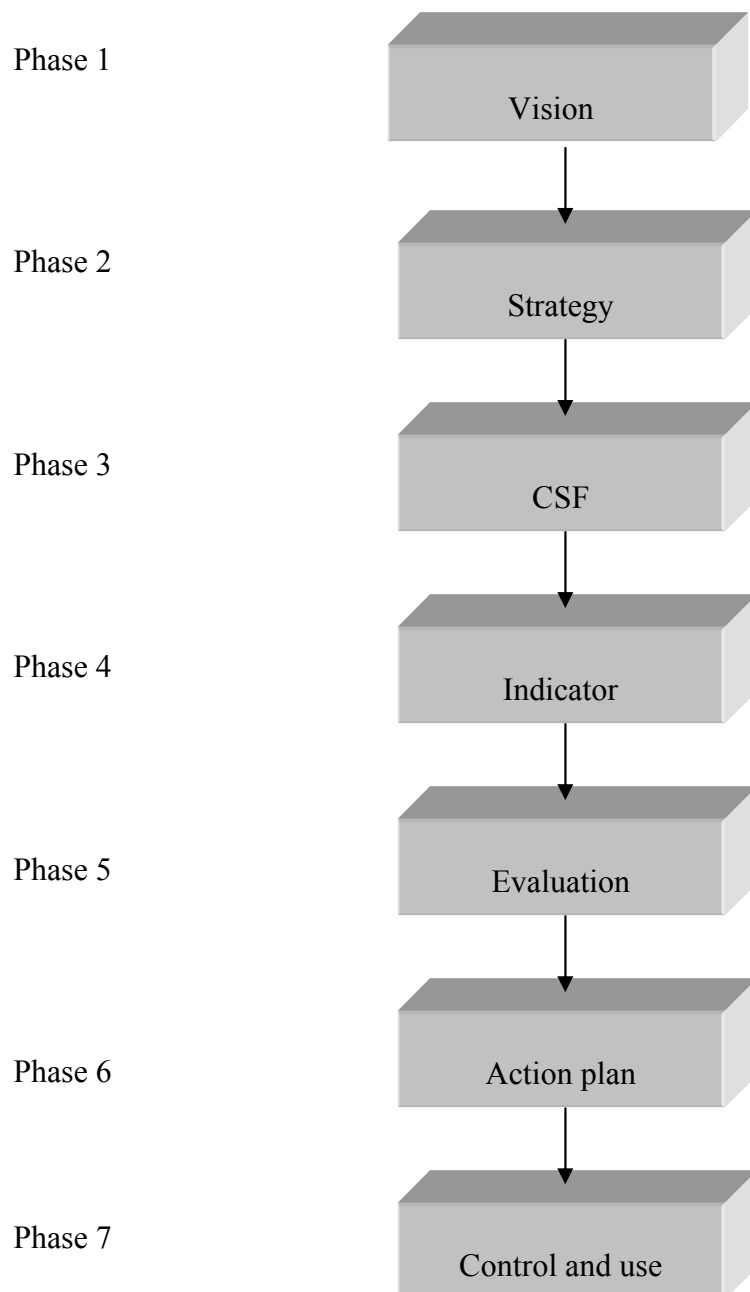 Phase 1
Vision
Phase 2
Strategy
Phase 3
CSF
Phase 4
Indicator
Phase 5
Evaluation
Phase 6
Action plan
Phase 7
Control and use